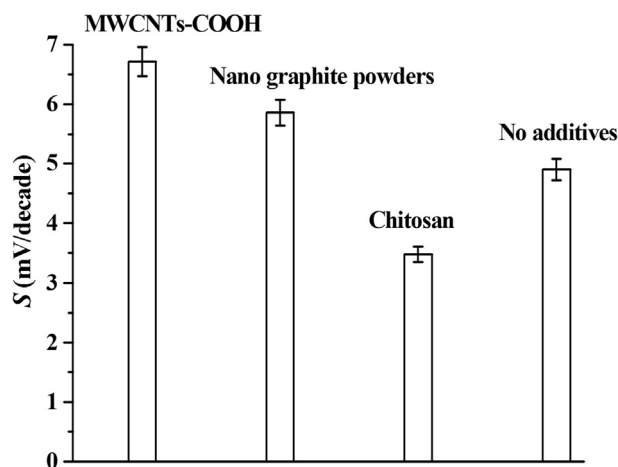 MWCNTs-COOH
Nano graphite powders
No additives
Chitosan
S (mV/decade)
7
6
5
4
3
2
1
0